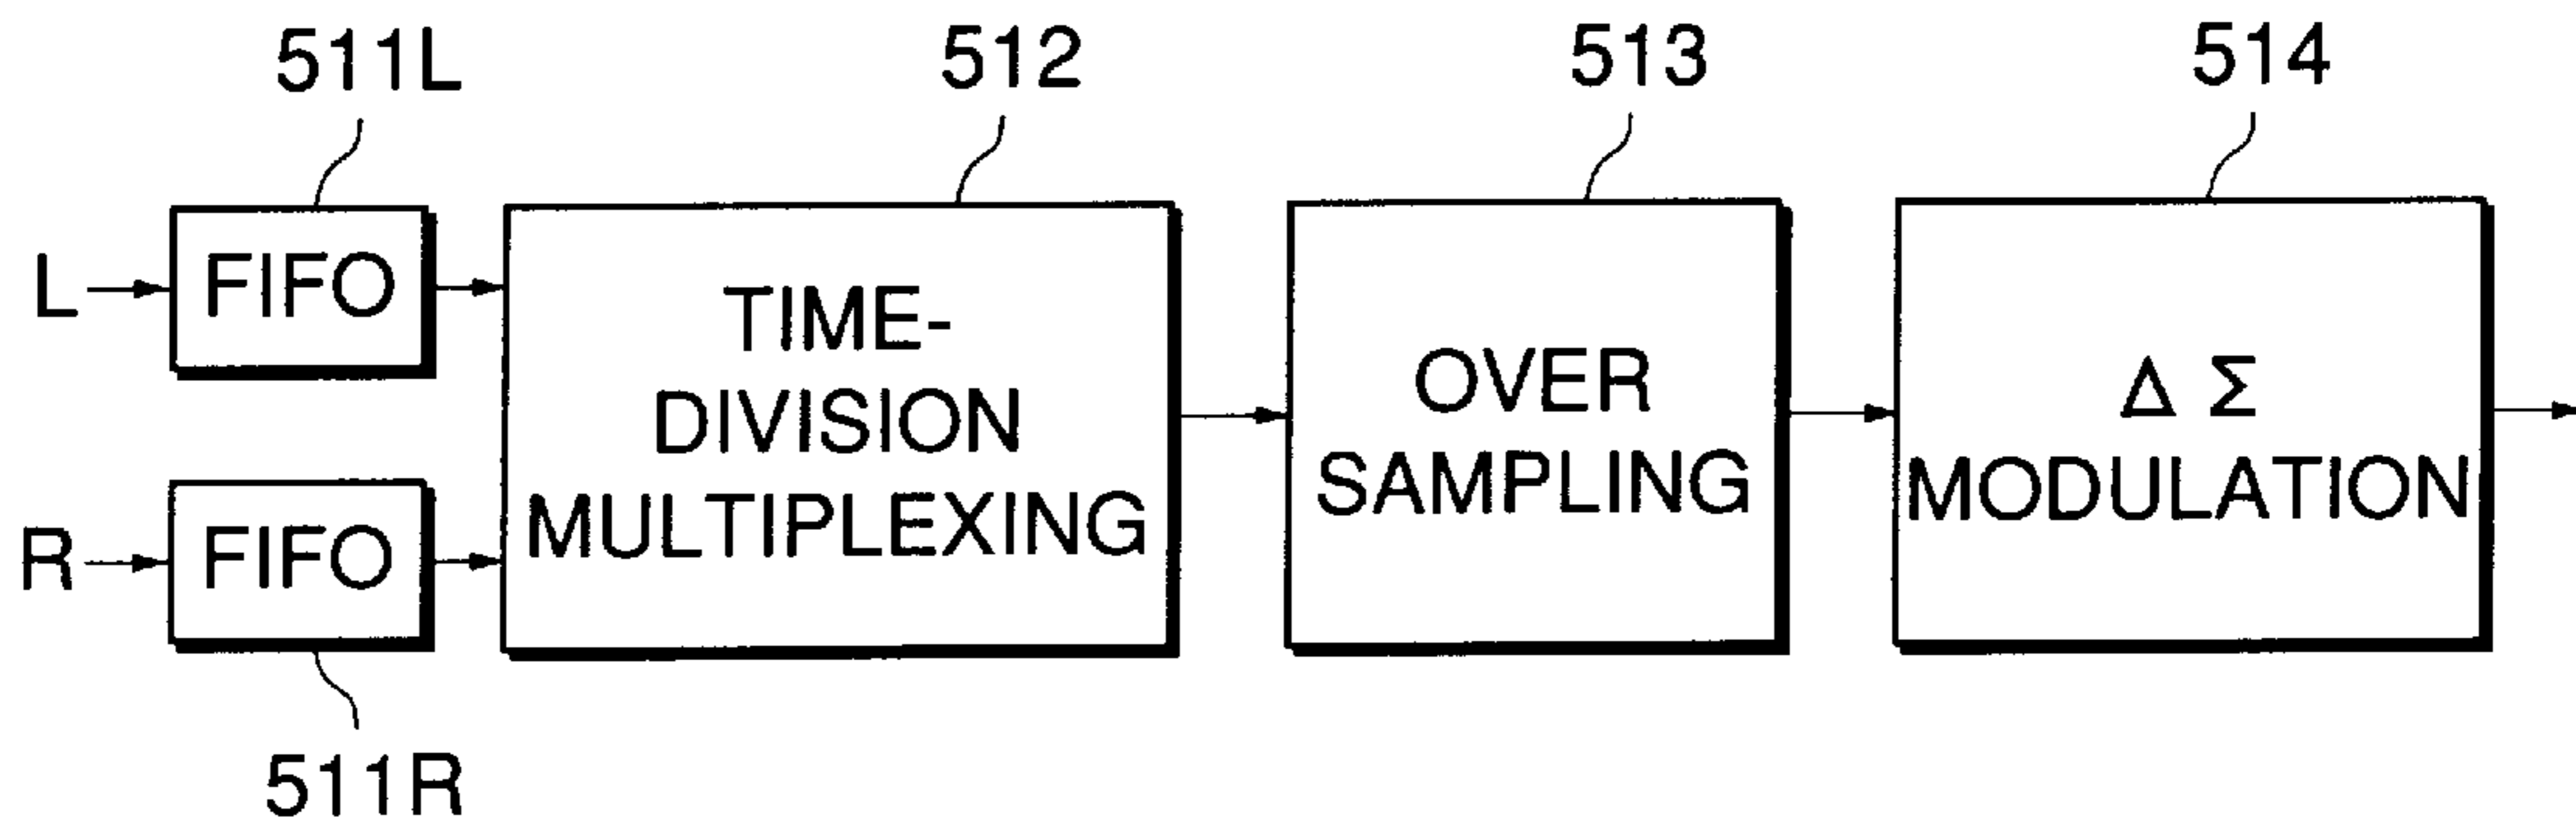 511L
512
513
514
L
FIFO
TIME-
DIVISION
MULTIPLEXING
OVER
SAMPLING
Δ Σ
MODULATION
R
FIFO
511R